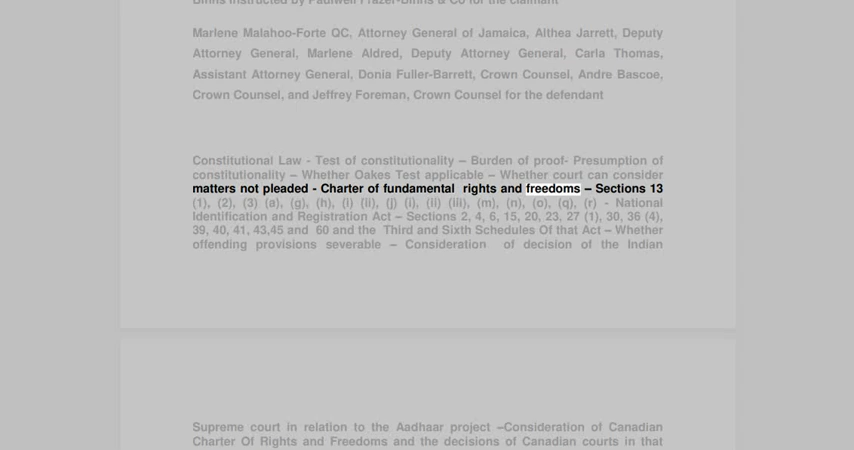 Binns instructed by Paulwell Frazer-Binns & Co for the claimant
Marlene Malahoo-Forte QC, Attorney General of Jamaica, Althea Jarrett, Deputy
Attorney General, Marlene Aldred, Deputy Attorney General, Carla Thomas,
Assistant Attorney General, Donia Fuller-Barrett, Crown Counsel, Andre Bascoe,
Crown Counsel, and Jeffrey Foreman, Crown Counsel for the defendant
Constitutional Law - Test of constitutionality – Burden of proof- Presumption of
constitutionality – Whether Oakes Test applicable – Whether court can consider
matters not pleaded - Charter of fundamental rights and freedoms – Sections 13
(1), (2), (3) (a), (g), (h), (i) (ii), (j) (i), (ii) (iii), (m), (n), (o), (q), (r) - National
Identification and Registration Act – Sections 2, 4, 6, 15, 20, 23, 27 (1), 30, 36 (4),
39, 40, 41, 43,45 and 60 and the Third and Sixth Schedules Of that Act – Whether
offending provisions severable – Consideration of decision of the Indian
Supreme court in relation to the Aadhaar project –Consideration of Canadian
Charter Of Rights and Freedoms and the decisions of Canadian courts in that